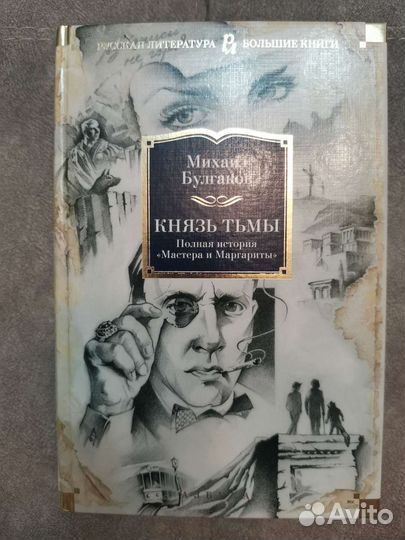 РУССКАЯ ЛИТЕРАТУРА БОЛЬШИЕ КНИГИ
Михаил
Булгаков
КНЯЗЬ ТЬМЫ
Полная история
«Мастера и Маргариты»
Avito